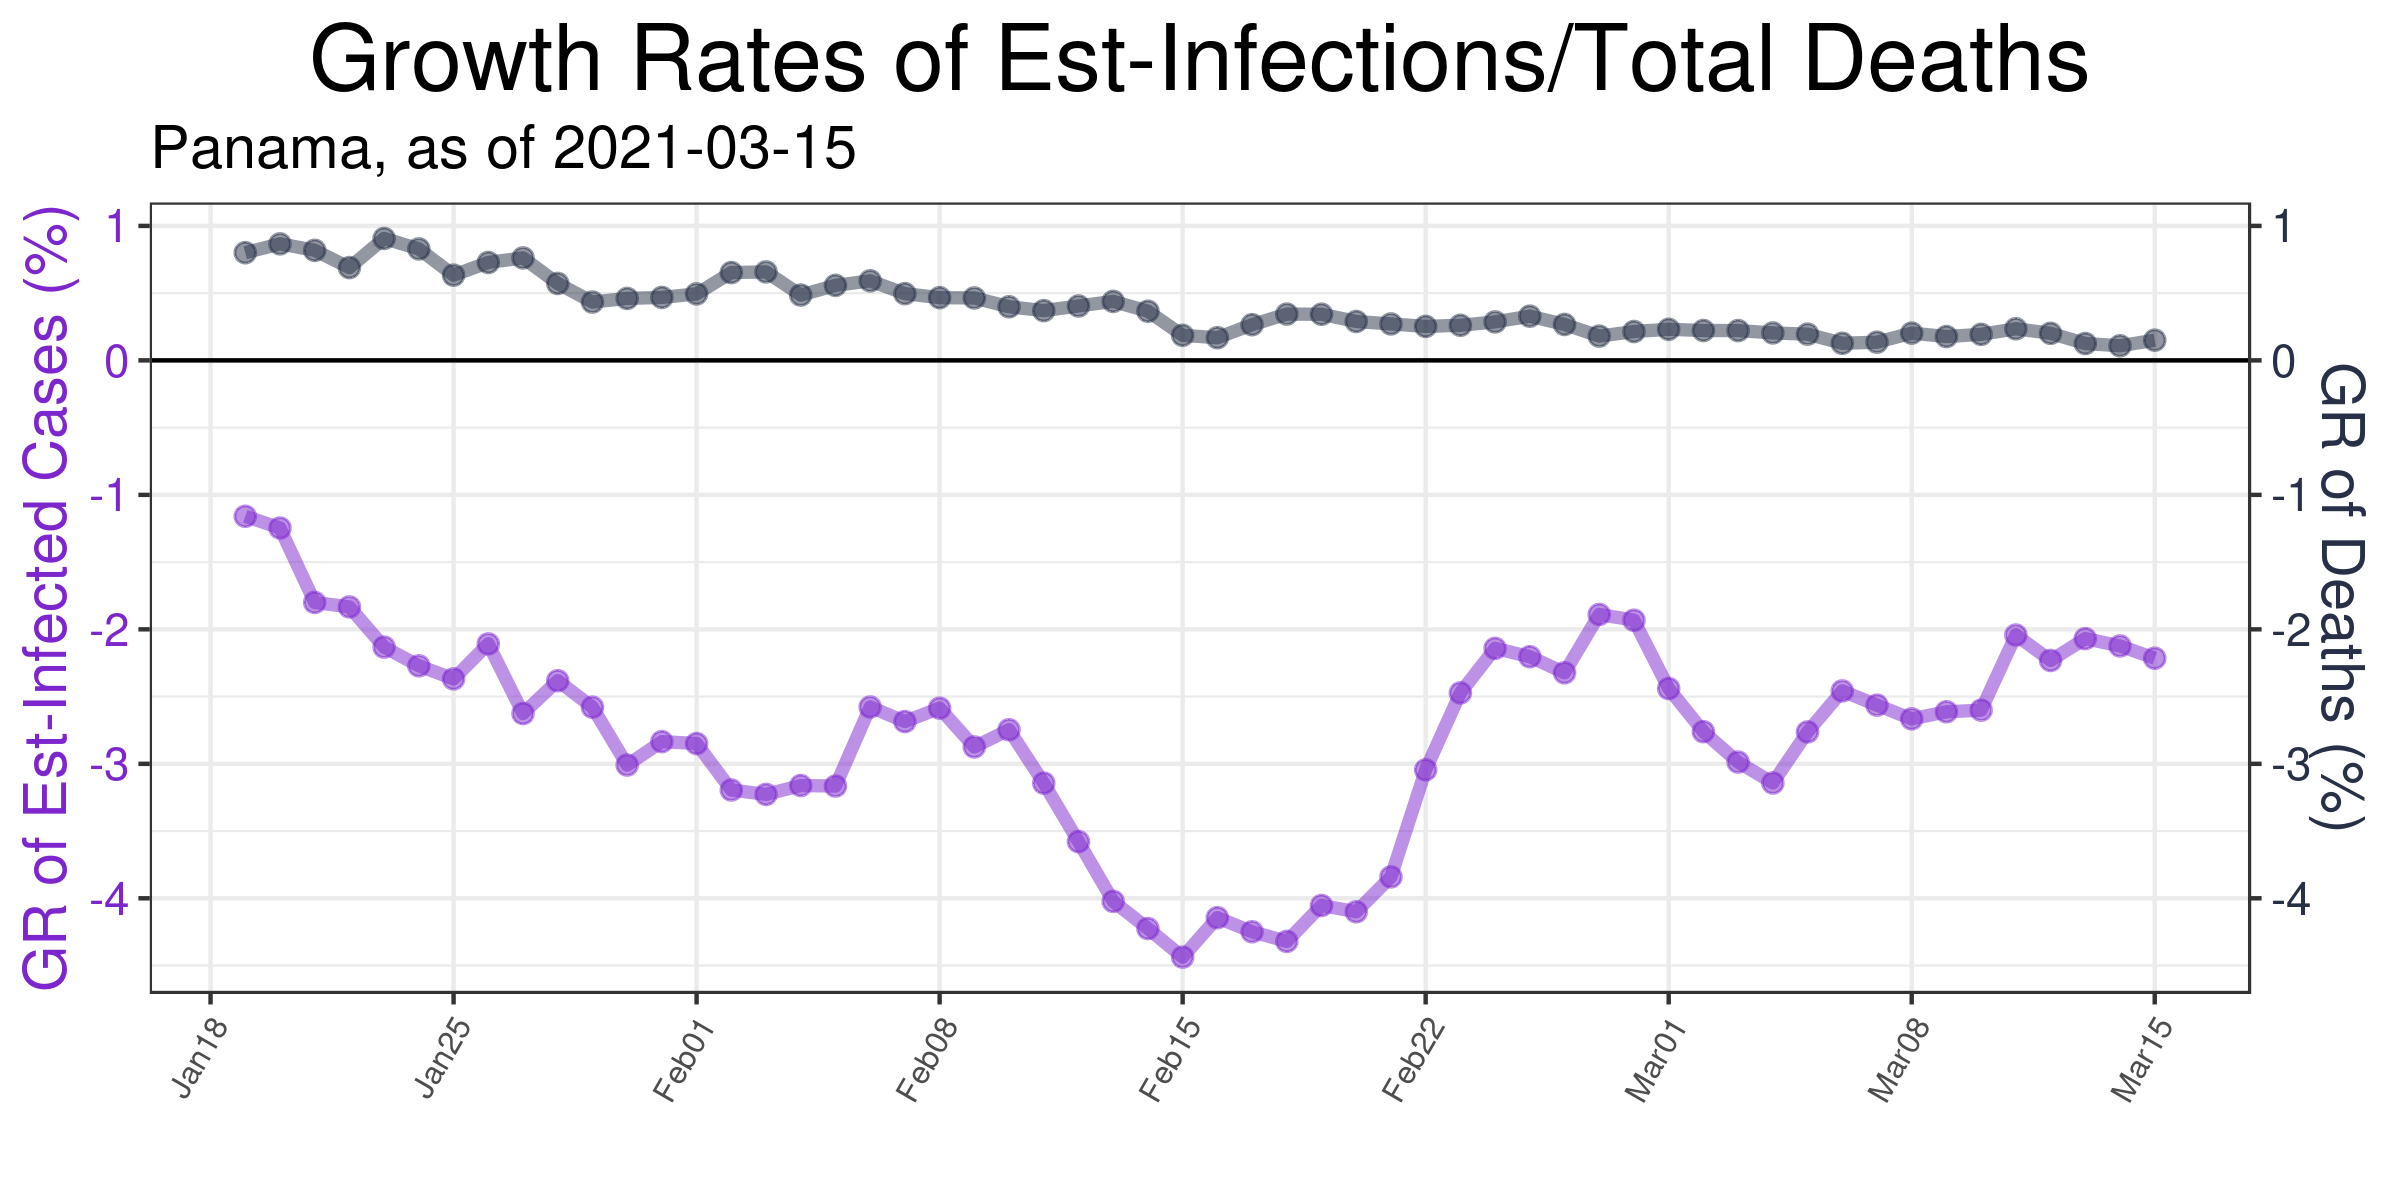 Growth Rates of Est-Infections/Total Deaths
Panama, as of 2021-03-15
GR of Est-Infected Cases (%)
1
0
-1
-2
-3
-4
1
0
-1
-2
-3
-4
GR of Deaths (%)
Jan18
Jan25
Feb01
Feb08
Feb15
Feb22
Mar01
Mar08
Mar15